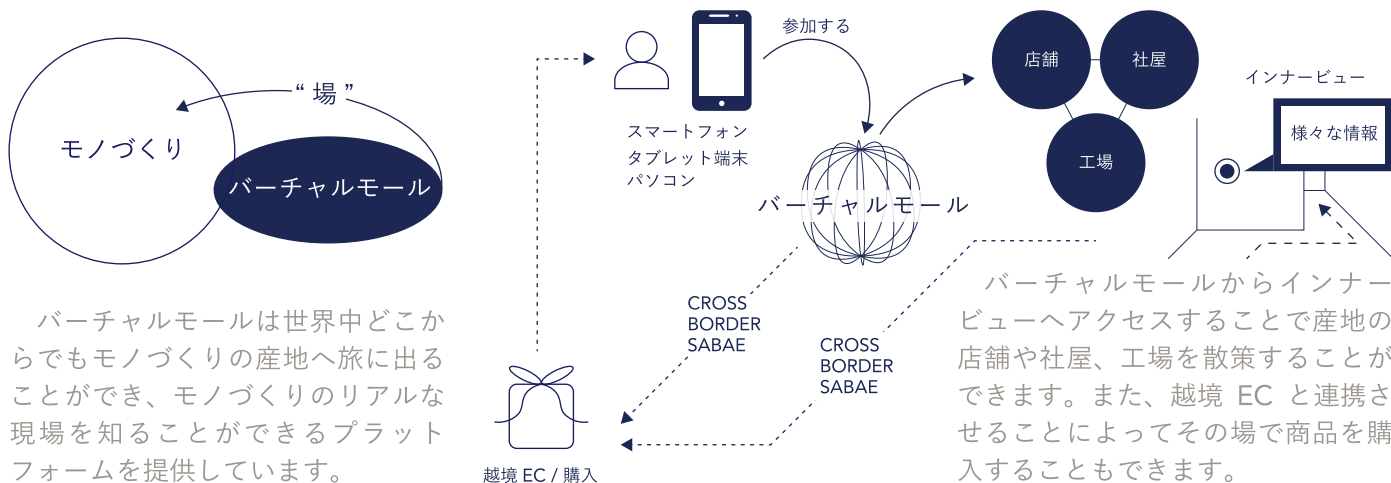 “ 場 ”
モノづくり
バーチャルモール
バーチャルモールは世界中どこか
らでもモノづくりの産地へ旅に出る
ことができ、モノづくりのリアルな
現場を知ることができるプラット
フォームを提供しています。
参加する
スマートフォン
タブレット端末
パソコン
バーチャルモール
CROSS
BORDER
SABAE
CROSS
BORDER
SABAE
越境 EC / 購入
店舗
社屋
工場
インナービュー
様々な情報
バーチャルモールからインナー
ビューへアクセスすることで産地の
店舗や社屋、工場を散策することが
できます。また、越境 EC と連携さ
せることによってその場で商品を購
入することもできます。